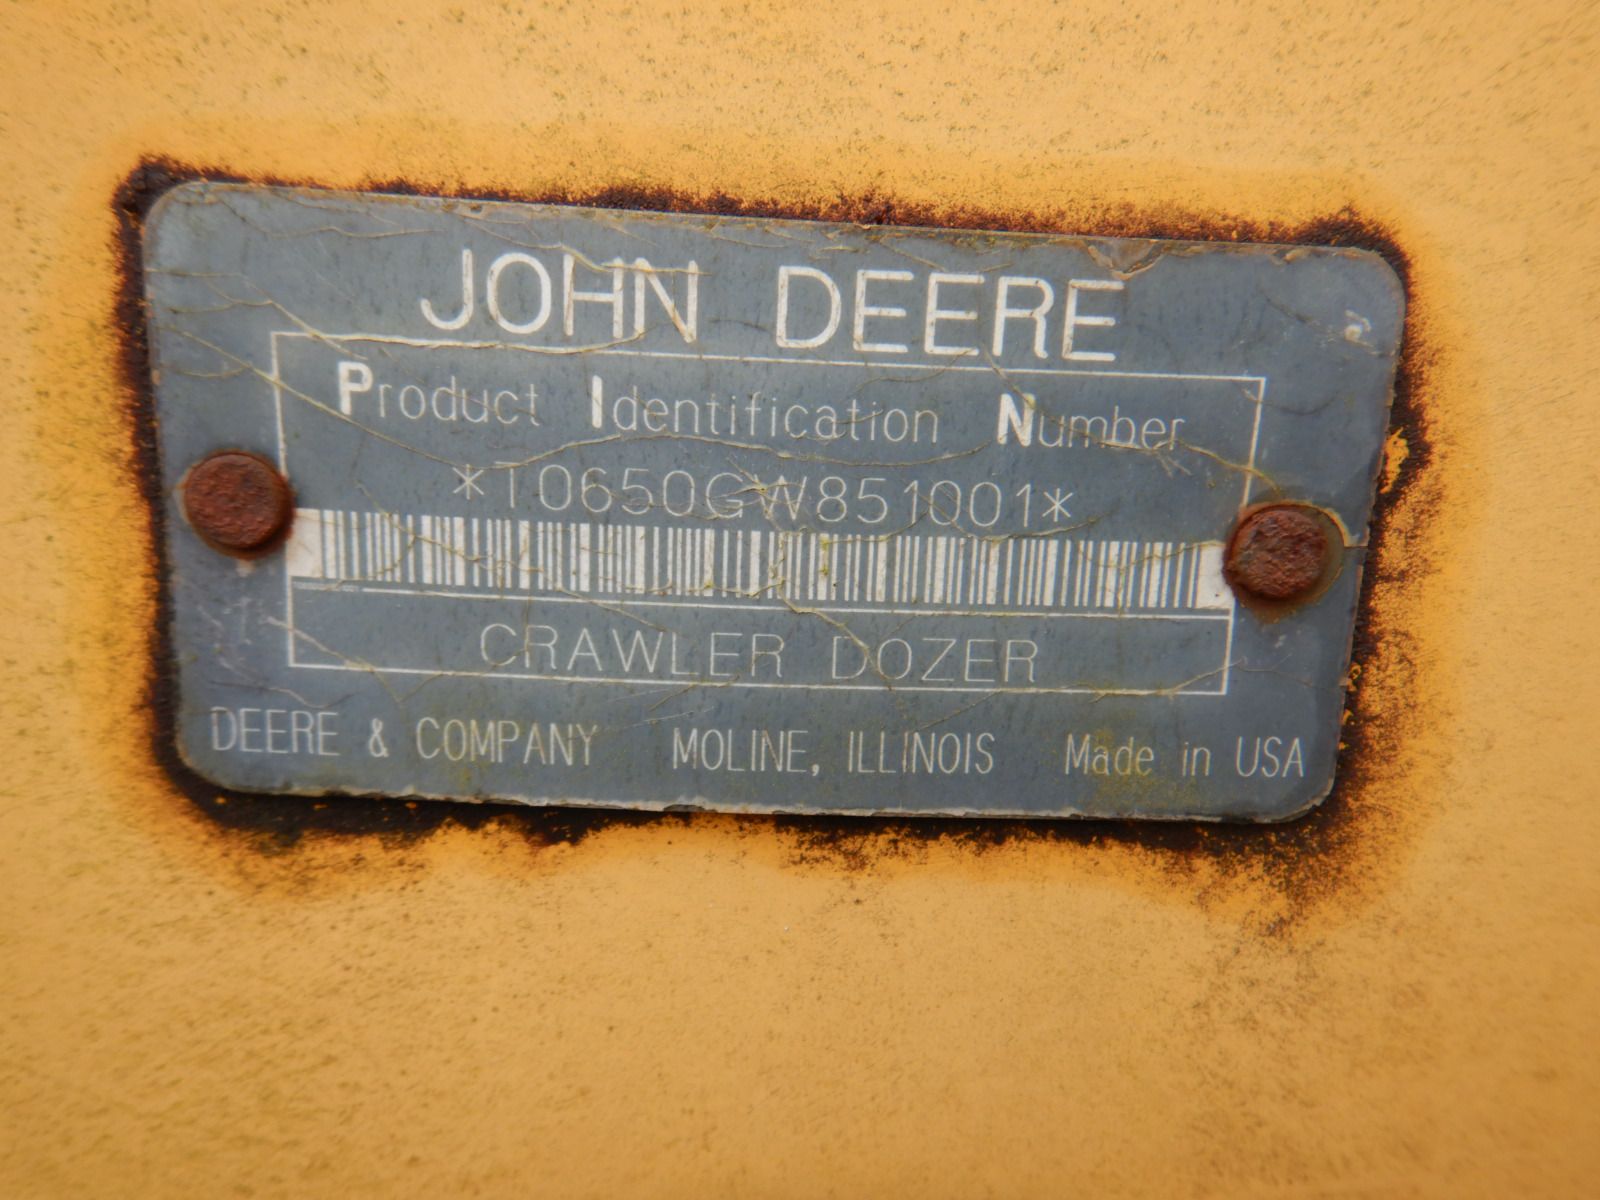 JOHN DEERE
Product Identification Number
*T0650GW851001*
CRAWLER DOZER
DEERE & COMPANY MOLINE, ILLINOIS Made in USA